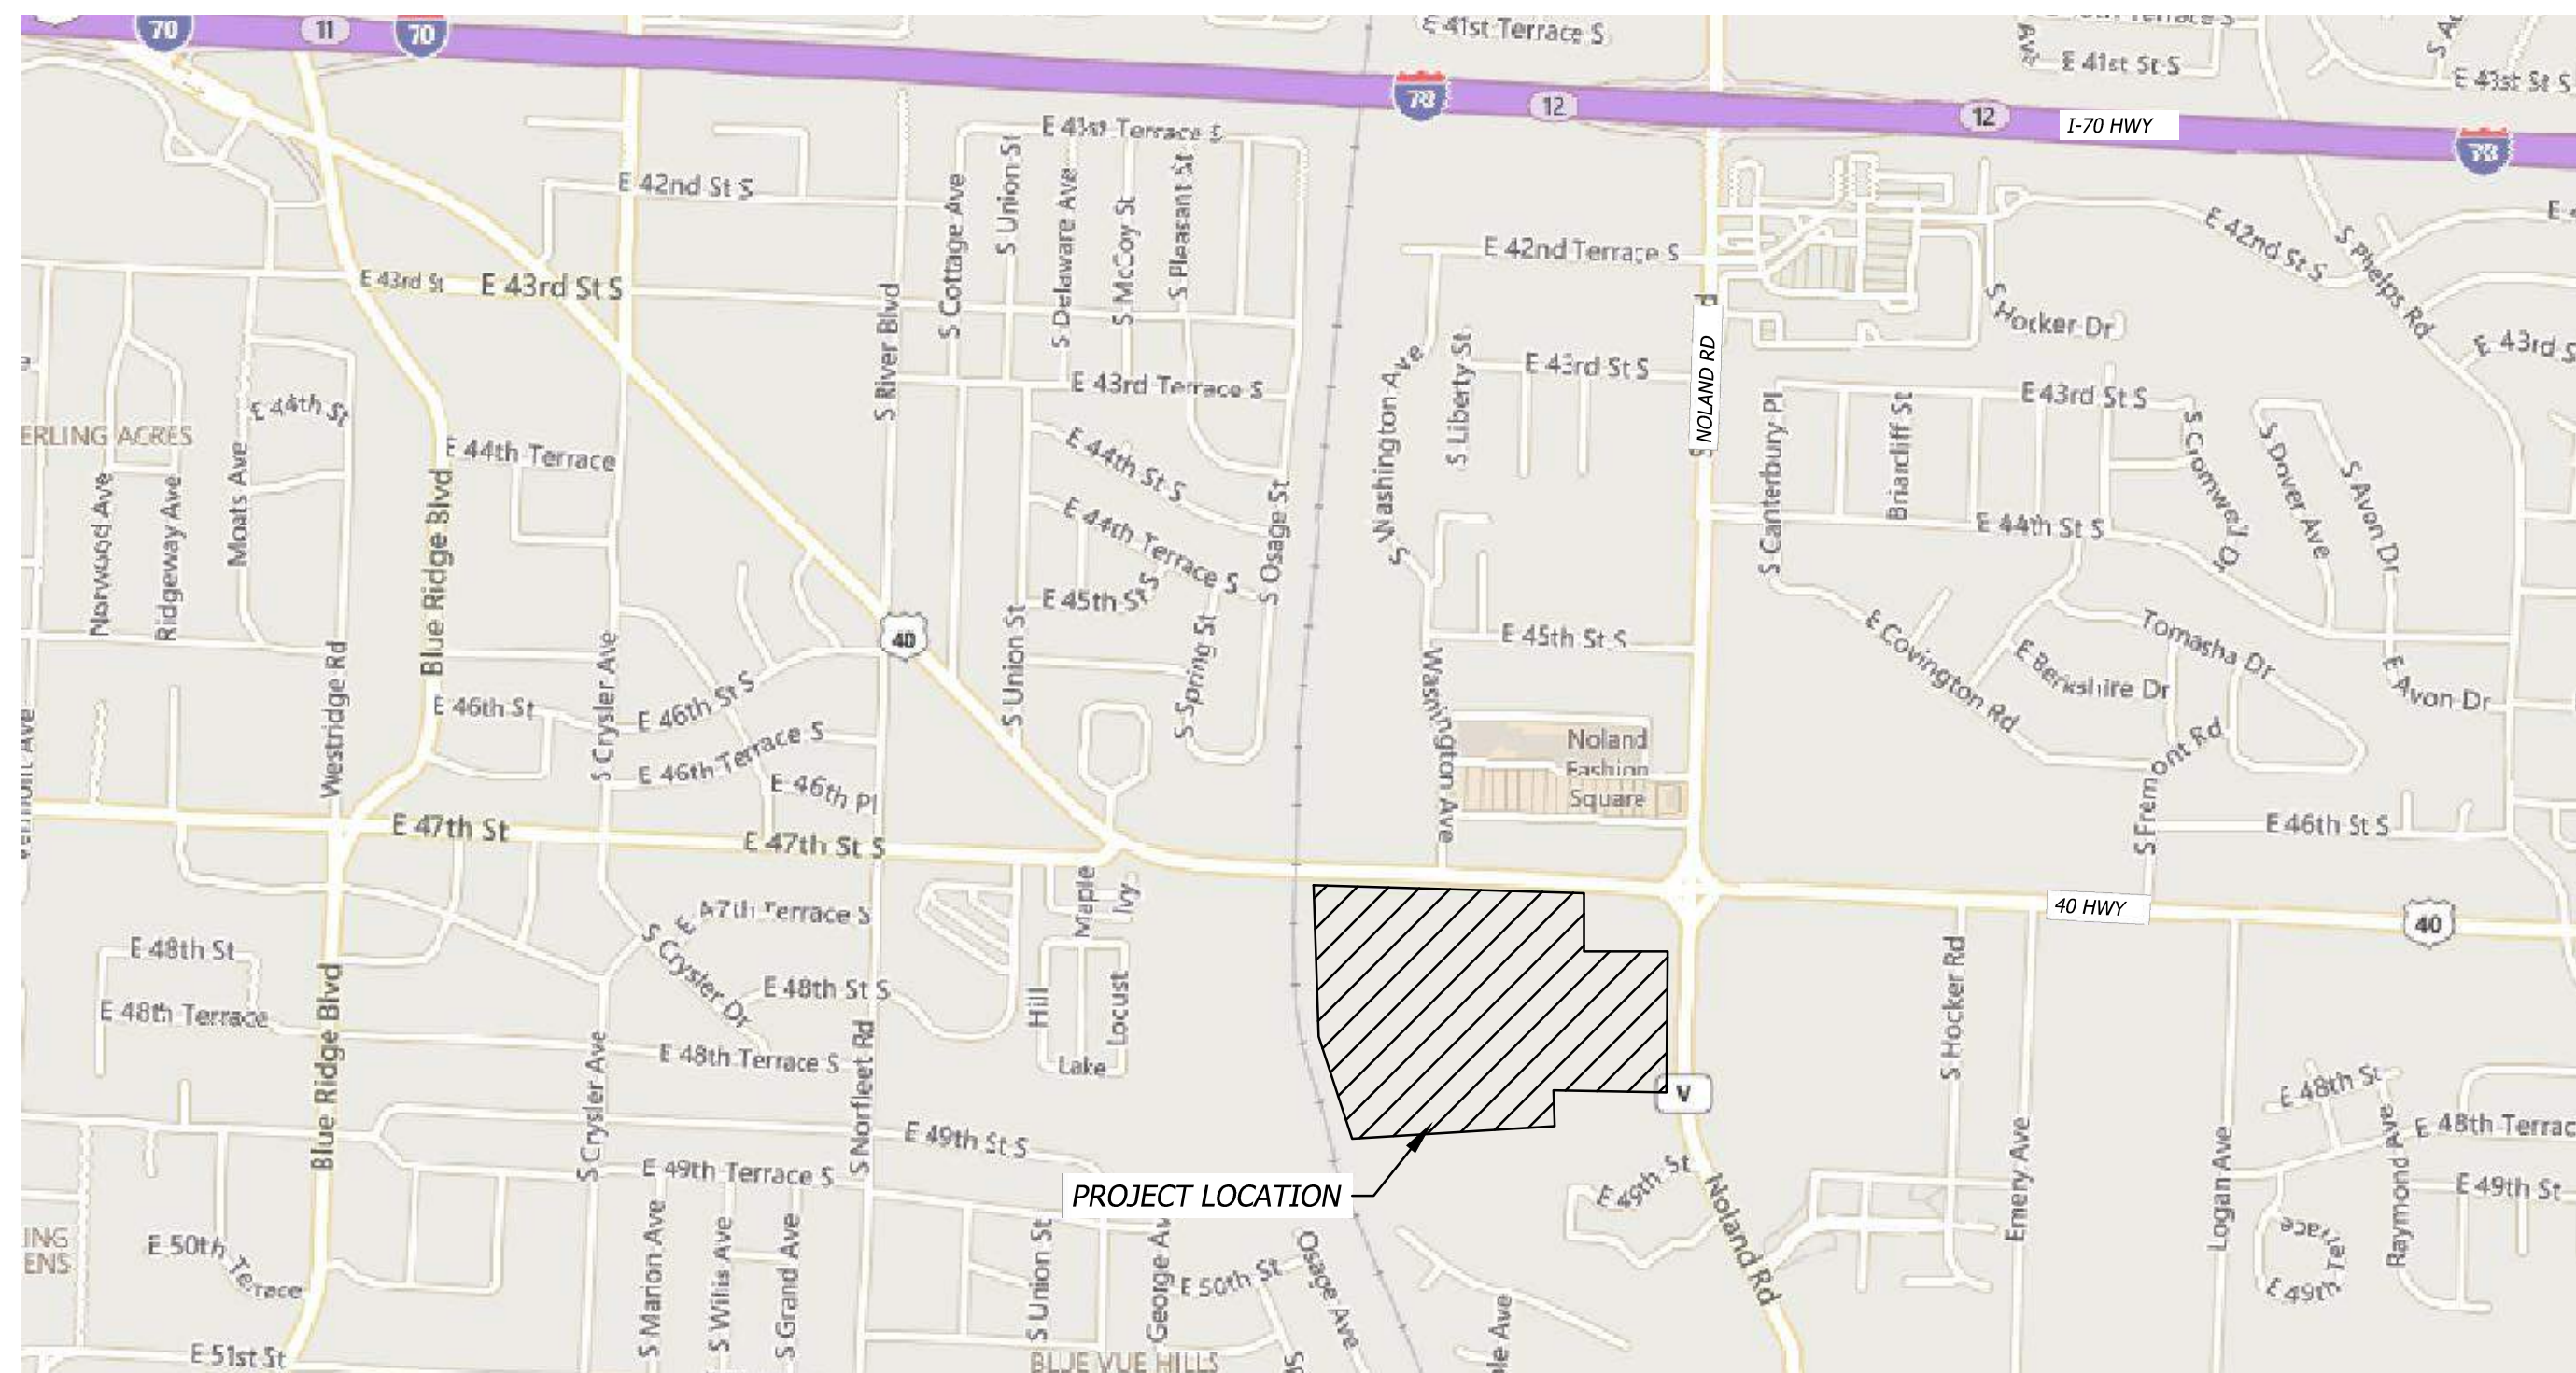 70
11
70
E 41st Terrace S
E 41st St S
E 41st St S
70
12
12
I-70 HWY
70
E 41st Terrace S
E 42nd St S
S Cottage Ave
S Union St
S Delaware Ave
S McCoy St
S Pleasant St
E 42nd Terrace S
E 42nd St S
S Phelps Rd
E 43rd St
E 43rd St S
S River Blvd
S Hocker Dr
E 43rd S
NOLAND RD
S Washington Ave
S Liberty St
E 43rd St S
E 43rd Terrace S
E 43rd St S
S Canterbury Pl
Briarcliff St
S Cromwell Dr
S Dover Ave
S Avon Dr
E 44th St
ERLING ACRES
E 44th Terrace
Norwood Ave
Ridgeway Ave
Moats Ave
Blue Ridge Blvd
E 44th St S
E 44th Terrace S
S Osage St
E 44th St S
E 45th St S
S Spring St
E 45th St S
40
S Union St
Westridge Rd
S Crysler Ave
E 46th St
E 46th St S
E 46th Terrace S
E 46th Pl
Washington Ave
Noland
Fashion
Square
E Covington Rd
E Berkshire Dr
Tomasha Dr
E Avon Dr
S Fremont Rd
E 46th St S
E 47th St
E 47th St S
Maple
Ivy
40 HWY
40
E 47th Terrace S
S Crysler Dr
E 48th St
E 48th St S
E 48th Terrace
E 48th Terrace S
Hill
Locust
Lake
S Norfleet Rd
Blue Ridge Blvd
S Crysler Ave
S Hocker Rd
V
E 48th St
E 48th Terrac
Emery Ave
Logan Ave
Raymond Ave
E 49th St S
E 49th Terrace S
E 49th St
E 49th St
PROJECT LOCATION
Noland Rd
ING
ENS
E 50th Terrace
S Marion Ave
S Willis Ave
S Grand Ave
S Union St
George Av
E 50th St
Osage Ave
ple Ave
E 49th Terrace
E 51st St
BLUE VUE HILLS